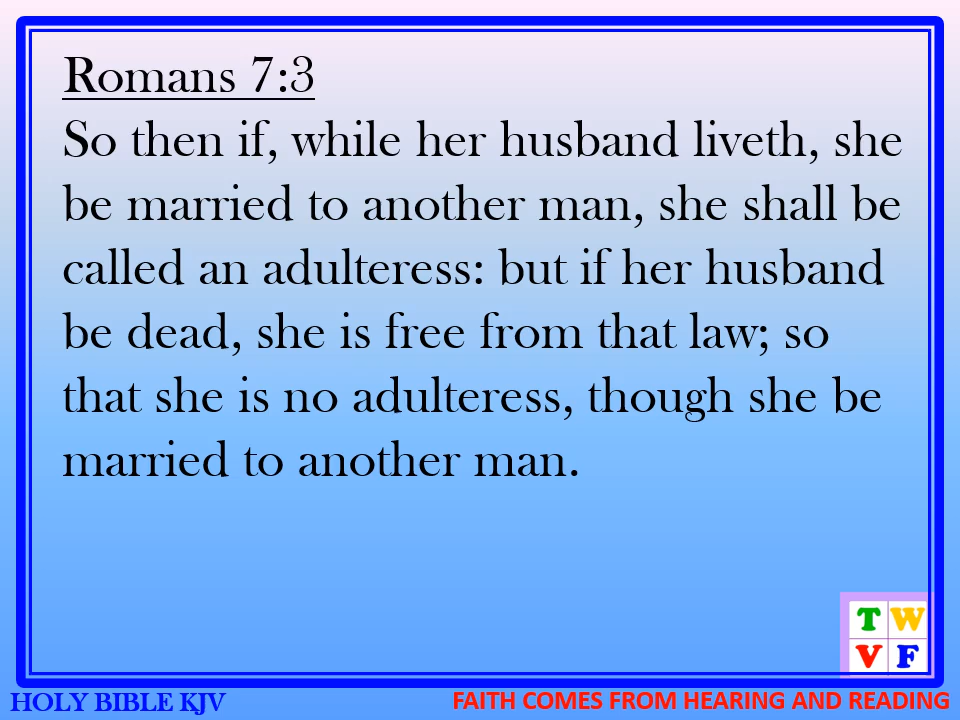 Romans 7:3
So then if, while her husband liveth, she
be married to another man, she shall be
called an adulteress: but if her husband
be dead, she is free from that law; so
that she is no adulteress, though she be
married to another man.
T W
V F
HOLY BIBLE KJV
FAITH COMES FROM HEARING AND READING